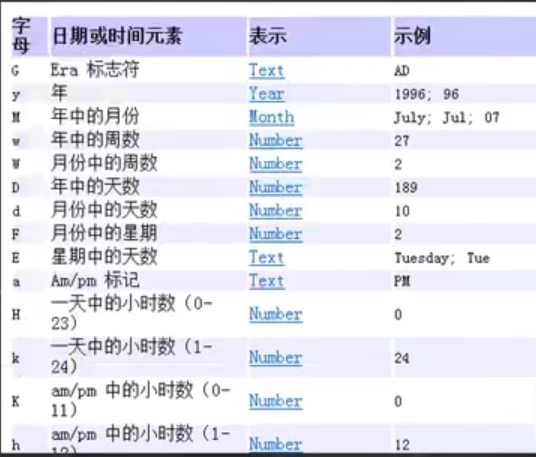 字母 日期或时间元素 表示 示例
G Era 标志符 Text AD
y 年 Year 1996; 96
M 年中的月份 Month July; Jul; 07
w 年中的周数 Number 27
W 月份中的周数 Number 2
D 年中的天数 Number 189
d 月份中的天数 Number 10
F 月份中的星期 Number 2
E 星期中的天数 Text Tuesday; Tue
a Am/pm 标记 Text PM
H 一天中的小时数（0-23） Number 0
k 一天中的小时数（1-24） Number 24
K am/pm 中的小时数（0-11） Number 0
h am/pm 中的小时数（1-12） Number 12